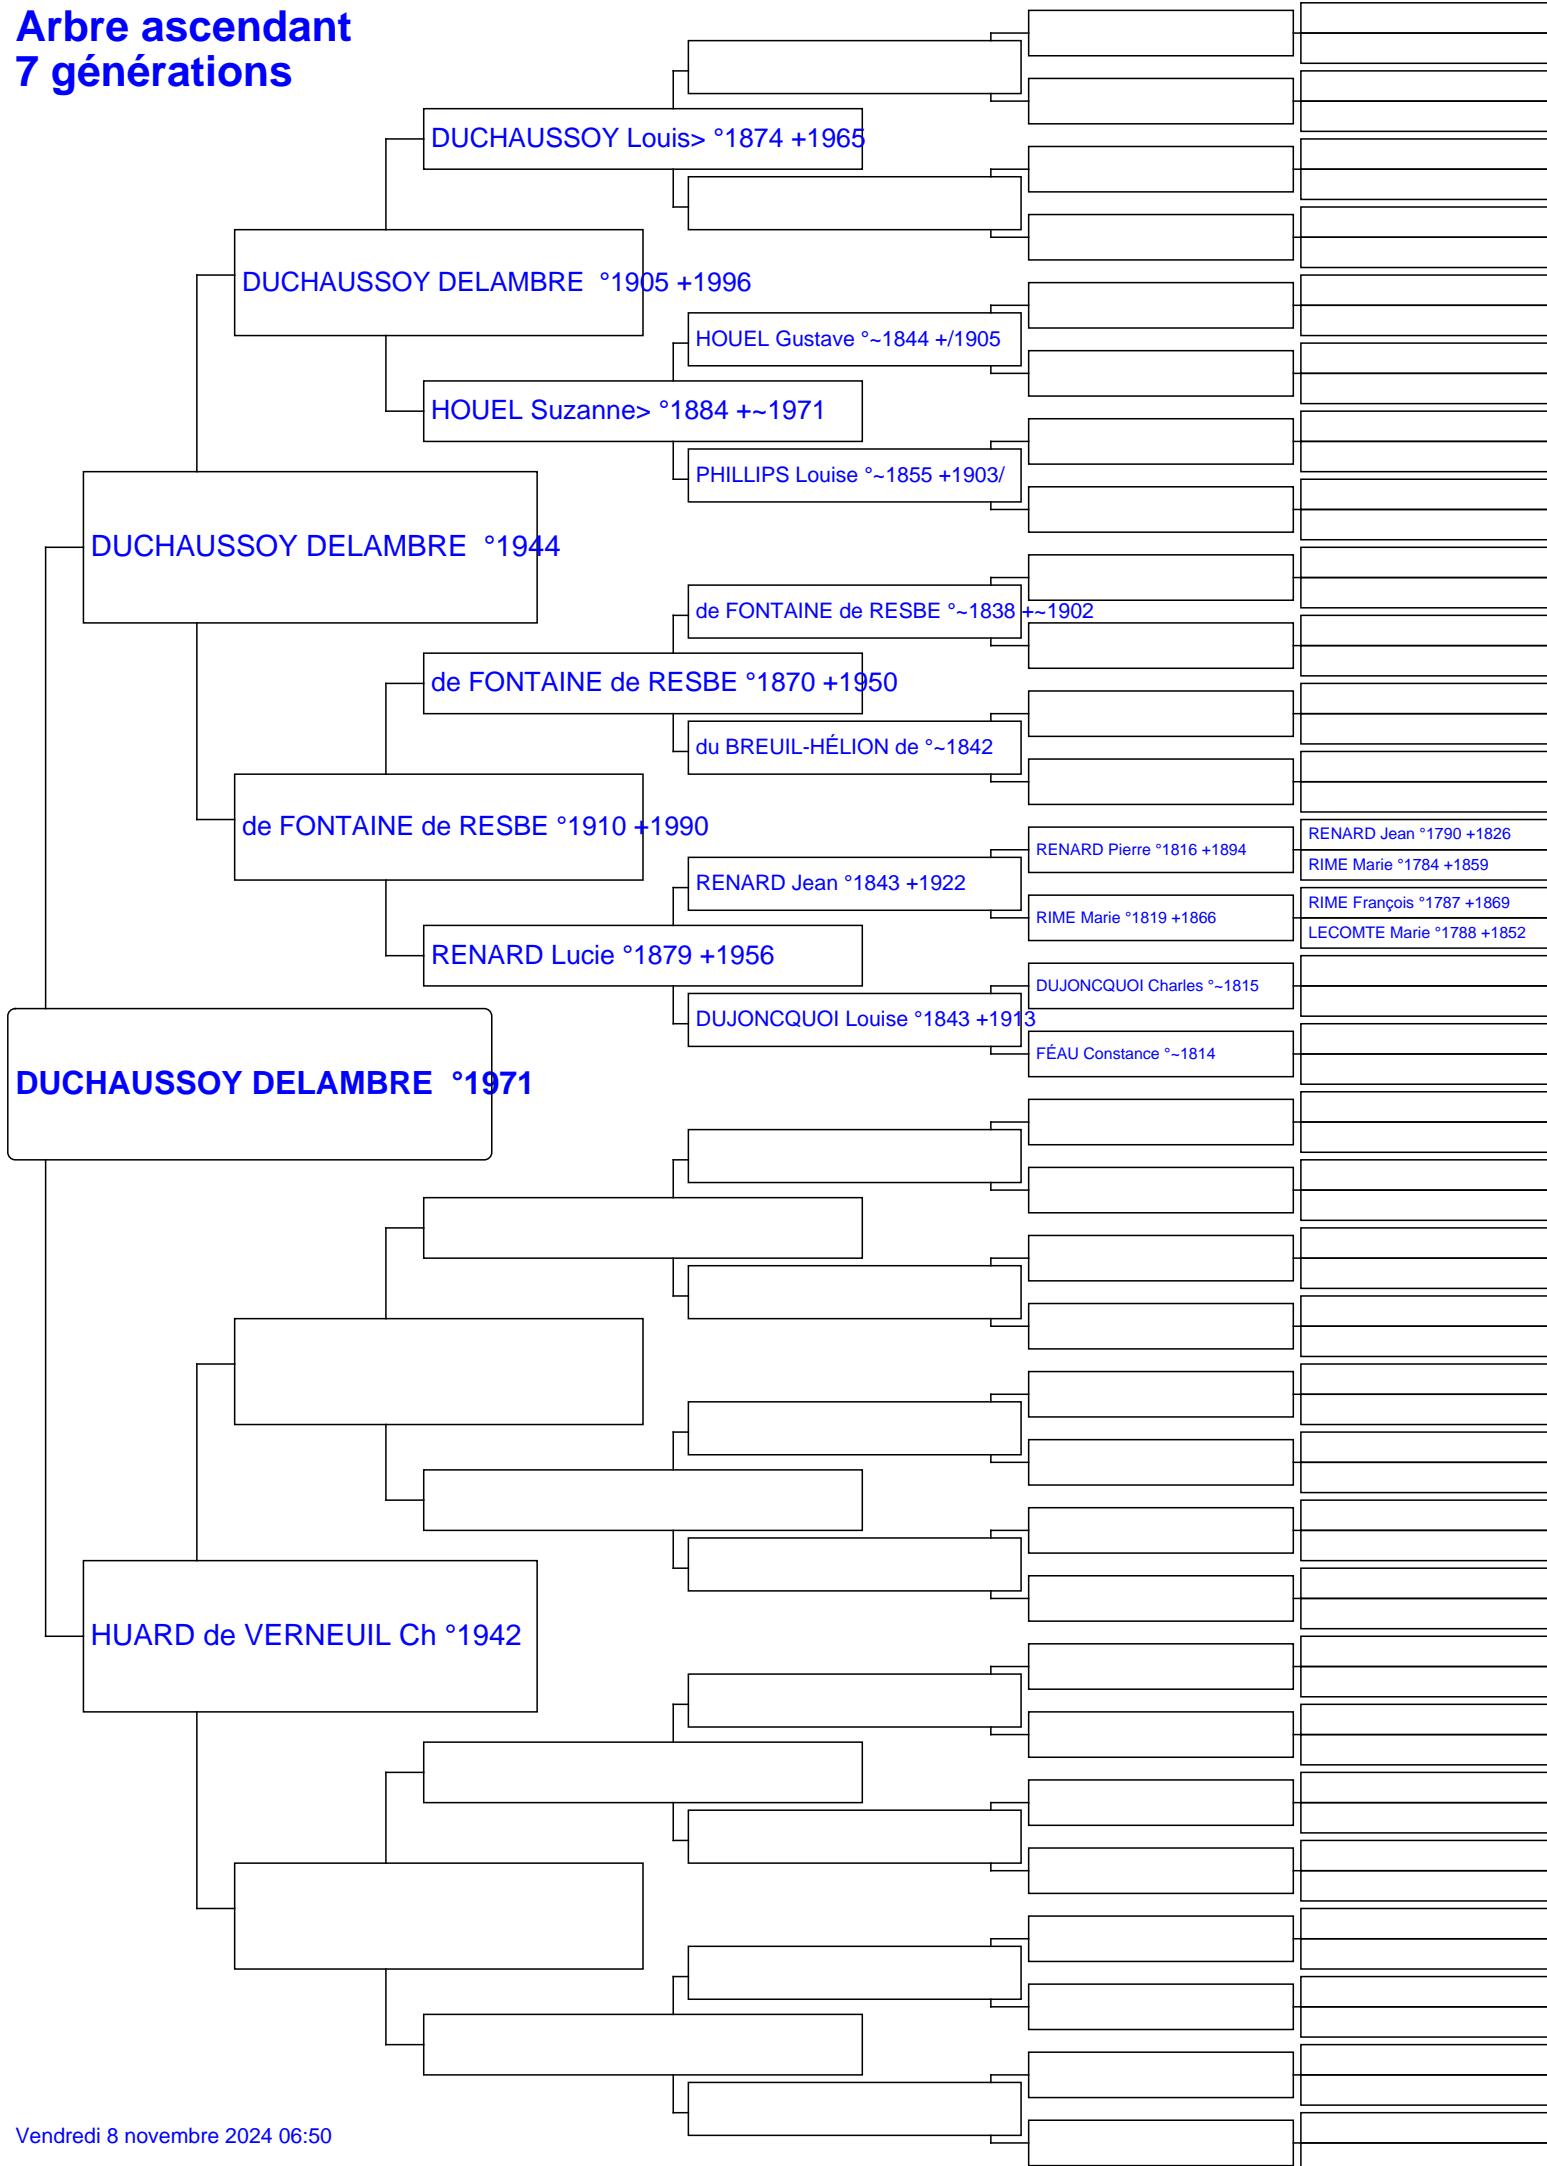 Arbre ascendant
7 générations
DUCHAUSSOY Louis> °1874 +1965
DUCHAUSSOY DELAMBRE  °1905 +1996
HOUEL Gustave °~1844 +/1905
HOUEL Suzanne> °1884 +~1971
PHILLIPS Louise °~1855 +1903/
DUCHAUSSOY DELAMBRE  °1944
de FONTAINE de RESBE °~1838 +~1902
de FONTAINE de RESBE °1870 +1950
du BREUIL-HÉLION de °~1842
de FONTAINE de RESBE °1910 +1990
RENARD Jean °1790 +1826
RENARD Pierre °1816 +1894
RIME Marie °1784 +1859
RENARD Jean °1843 +1922
RIME François °1787 +1869
RIME Marie °1819 +1866
LECOMTE Marie °1788 +1852
RENARD Lucie °1879 +1956
DUJONCQUOI Charles °~1815
DUJONCQUOI Louise °1843 +1913
FÉAU Constance °~1814
DUCHAUSSOY DELAMBRE  °1971
HUARD de VERNEUIL Ch °1942
Vendredi 8 novembre 2024 06:50